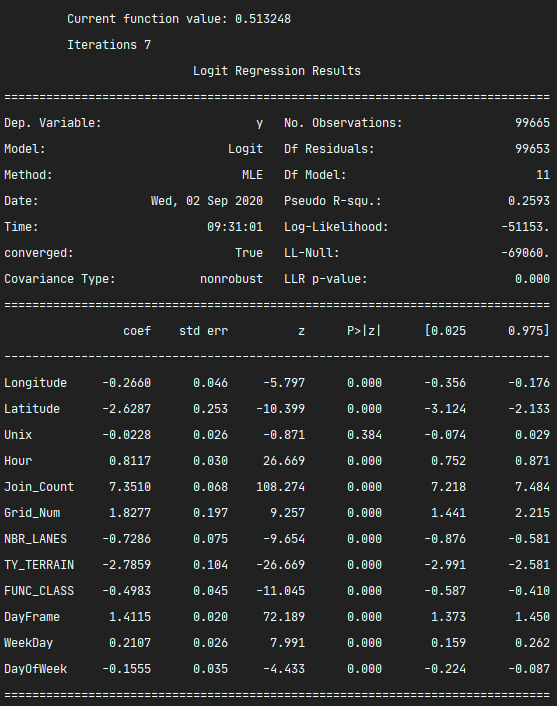 Current function value: 0.513248
Iterations 7
Logit Regression Results
==============================================================================
Dep. Variable: y No. Observations: 99665
Model: Logit Df Residuals: 99653
Method: MLE Df Model: 11
Date: Wed, 02 Sep 2020 Pseudo R-squ.: 0.2593
Time: 09:31:01 Log-Likelihood: -51153.
converged: True LL-Null: -69060.
Covariance Type: nonrobust LLR p-value: 0.000
==============================================================================
coef std err z P>|z| [0.025 0.975]
------------------------------------------------------------------------------
Longitude -0.2660 0.046 -5.797 0.000 -0.356 -0.176
Latitude -2.6287 0.253 -10.399 0.000 -3.124 -2.133
Unix -0.0228 0.026 -0.871 0.384 -0.074 0.029
Hour 0.8117 0.030 26.669 0.000 0.752 0.871
Join_Count 7.3510 0.068 108.274 0.000 7.218 7.484
Grid_Num 1.8277 0.197 9.257 0.000 1.441 2.215
NBR_LANES -0.7286 0.075 -9.654 0.000 -0.876 -0.581
TY_TERRAIN -2.7859 0.104 -26.669 0.000 -2.991 -2.581
FUNC_CLASS -0.4983 0.045 -11.045 0.000 -0.587 -0.410
DayFrame 1.4115 0.020 72.189 0.000 1.373 1.450
WeekDay 0.2107 0.026 7.991 0.000 0.159 0.262
DayOfWeek -0.1555 0.035 -4.433 0.000 -0.224 -0.087
==============================================================================